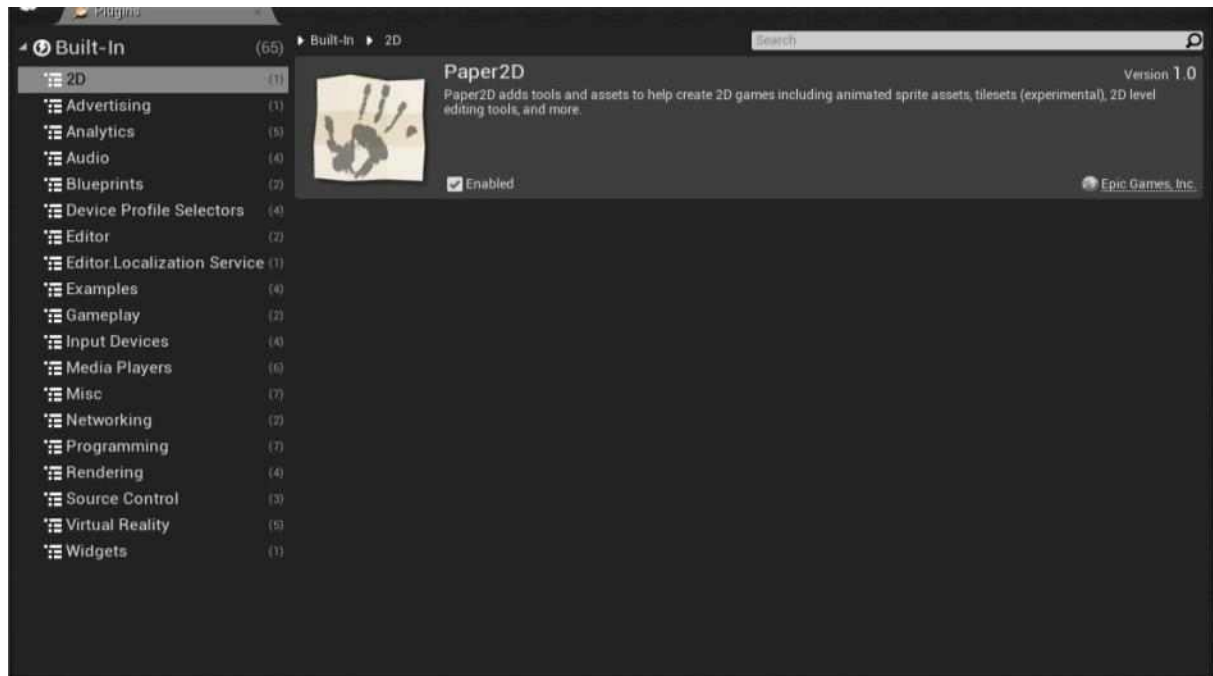 Plugins
Built-In (65)
2D (1)
Advertising (1)
Analytics (5)
Audio (4)
Blueprints (2)
Device Profile Selectors (4)
Editor (2)
Editor.Localization Service (1)
Examples (4)
Gameplay (2)
Input Devices (4)
Media Players (6)
Misc (7)
Networking (2)
Programming (7)
Rendering (4)
Source Control (3)
Virtual Reality (5)
Widgets (1)
Built-In 2D
Search
Paper2D
Version 1.0
Paper2D adds tools and assets to help create 2D games including animated sprite assets, tilesets (experimental), 2D level
editing tools, and more.
Enabled
Epic Games, Inc.